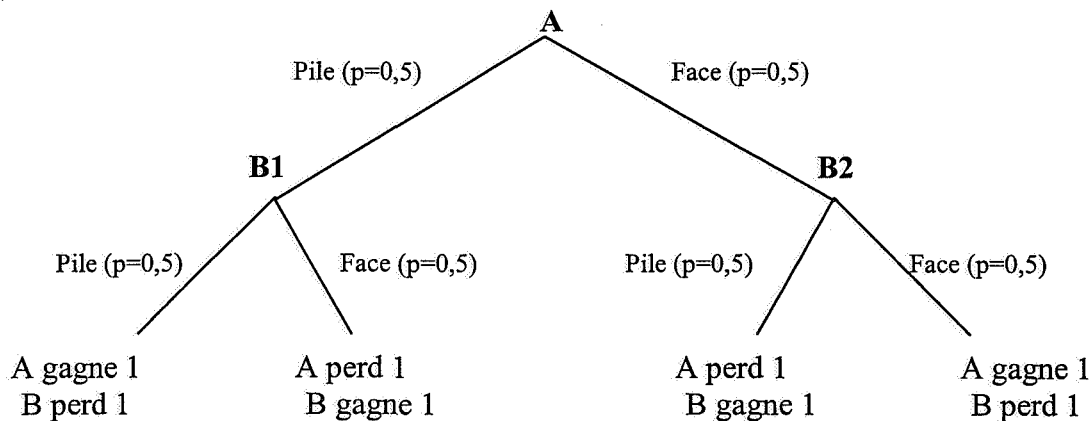 A
Pile (p=0,5)
Face (p=0,5)
B1
B2
Pile (p=0,5)
Face (p=0,5)
Pile (p=0,5)
Face (p=0,5)
A gagne 1
B perd 1
A perd 1
B gagne 1
A perd 1
B gagne 1
A gagne 1
B perd 1